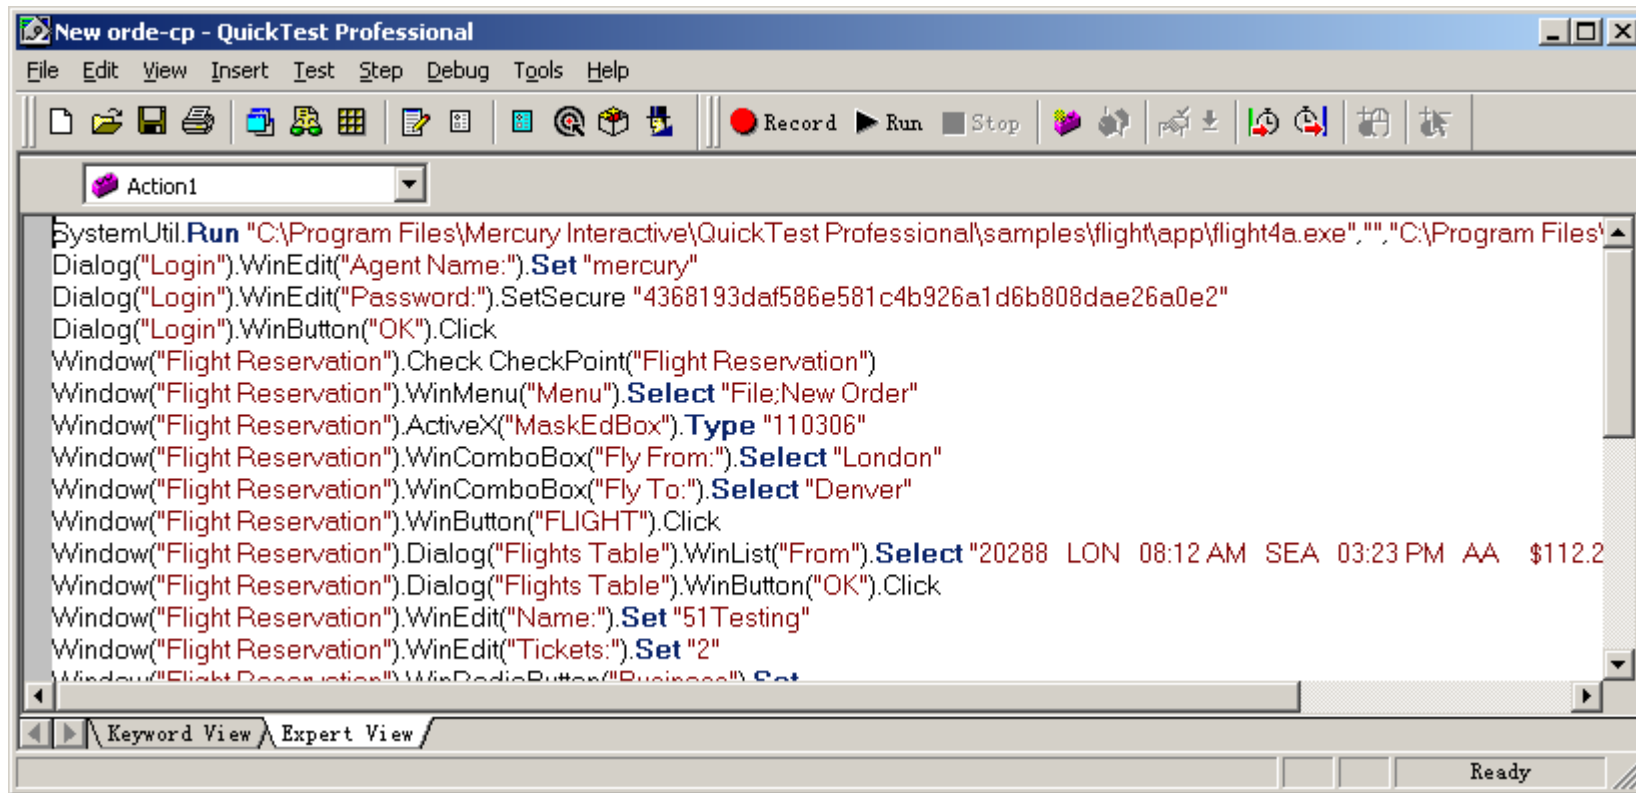 New orde-cp - QuickTest Professional
File Edit View Insert Test Step Debug Tools Help
Record Run Stop
Action1
SystemUtil.Run "C:\Program Files\Mercury Interactive\QuickTest Professional\samples\flight\app\flight4a.exe","","C:\Program Files\
Dialog("Login").WinEdit("Agent Name:").Set "mercury"
Dialog("Login").WinEdit("Password:").SetSecure "4368193daf586e581c4b926a1d6b808dae26a0e2"
Dialog("Login").WinButton("OK").Click
Window("Flight Reservation").Check CheckPoint("Flight Reservation")
Window("Flight Reservation").WinMenu("Menu").Select "File;New Order"
Window("Flight Reservation").ActiveX("MaskEdBox").Type "110306"
Window("Flight Reservation").WinComboBox("Fly From:").Select "London"
Window("Flight Reservation").WinComboBox("Fly To:").Select "Denver"
Window("Flight Reservation").WinButton("FLIGHT").Click
Window("Flight Reservation").Dialog("Flights Table").WinList("From").Select "20288 LON 08:12 AM SEA 03:23 PM AA $112.2
Window("Flight Reservation").Dialog("Flights Table").WinButton("OK").Click
Window("Flight Reservation").WinEdit("Name:").Set "51Testing"
Window("Flight Reservation").WinEdit("Tickets:").Set "2"
Window("Flight Reservation").WinRadioButton("Business").Set
Keyword View Expert View
Ready